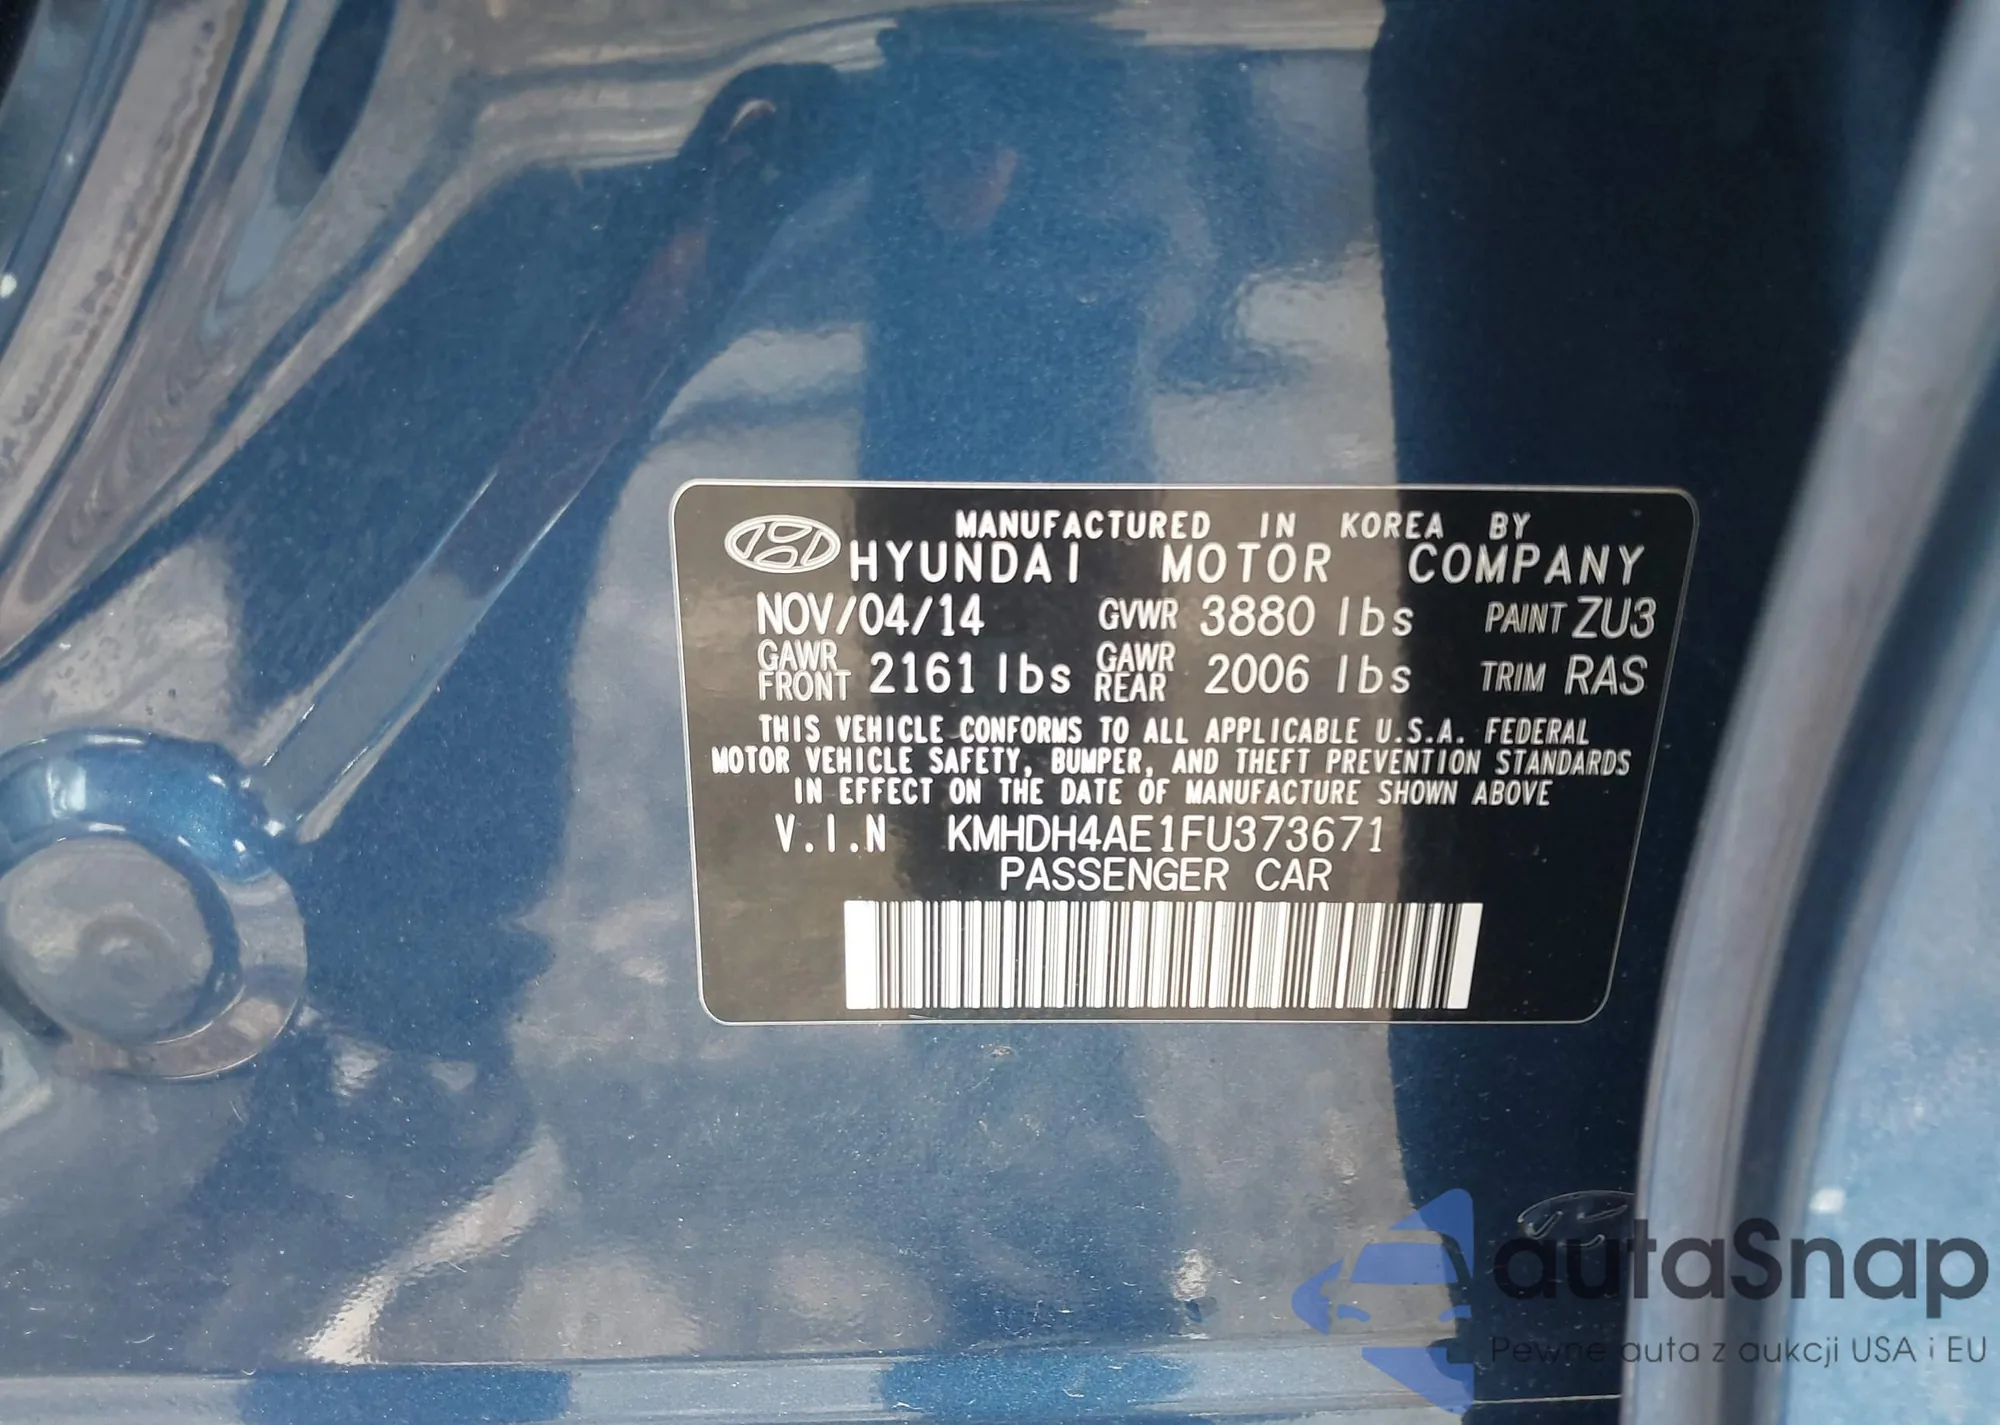 MANUFACTURED IN KOREA BY
HYUNDAI MOTOR COMPANY
NOV/04/14 GVWR 3880 lbs PAINT ZU3
GAWR FRONT 2161 lbs GAWR REAR 2006 lbs TRIM RAS
THIS VEHICLE CONFORMS TO ALL APPLICABLE U.S.A. FEDERAL
MOTOR VEHICLE SAFETY, BUMPER, AND THEFT PREVENTION STANDARDS
IN EFFECT ON THE DATE OF MANUFACTURE SHOWN ABOVE
V.I.N KMHDH4AE1FU373671
PASSENGER CAR
autaSnap
Pewne auta z aukcji USA i EU